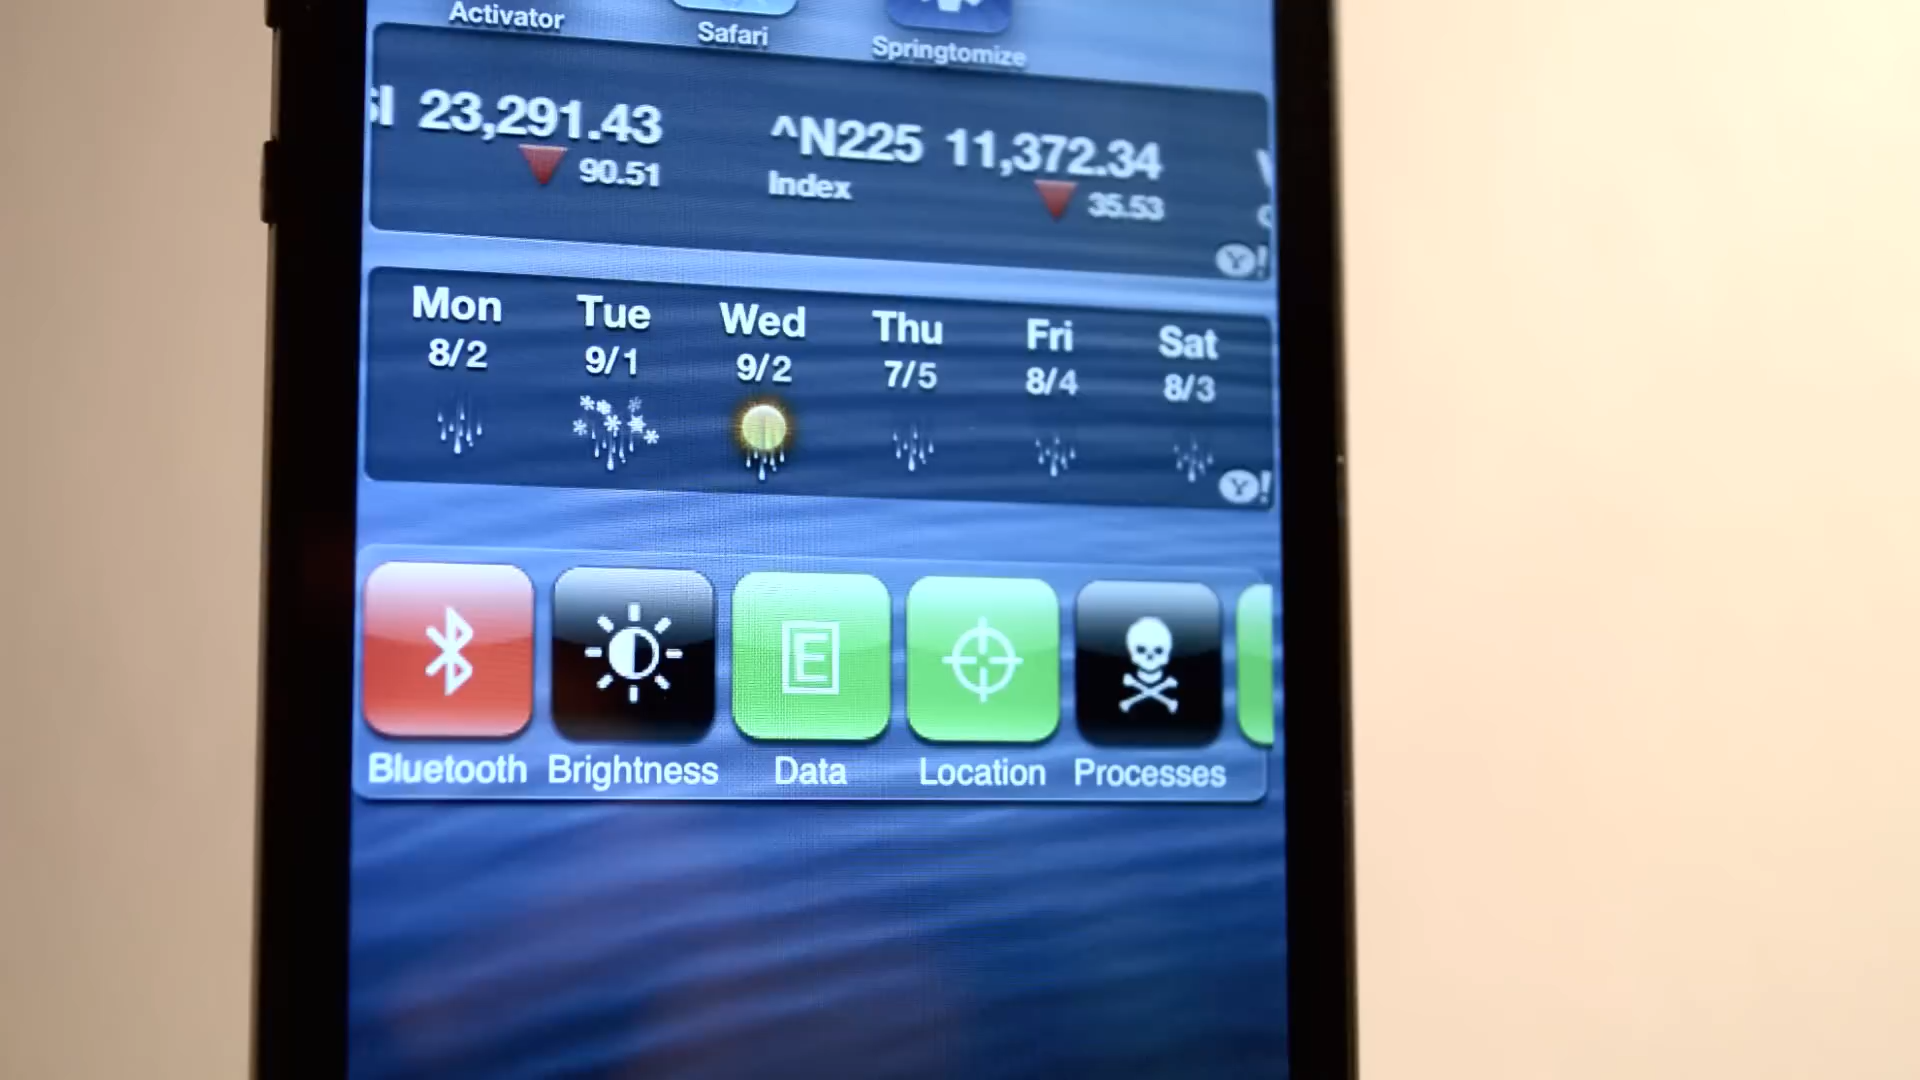 Activator Safari Springtomize
23,291.43 ^N225 11,372.34
90.51 Index 35.53
Y!
Mon Tue Wed Thu Fri Sat
8/2 9/1 9/2 7/5 8/4 8/3
Y!
E
Bluetooth Brightness Data Location Processes